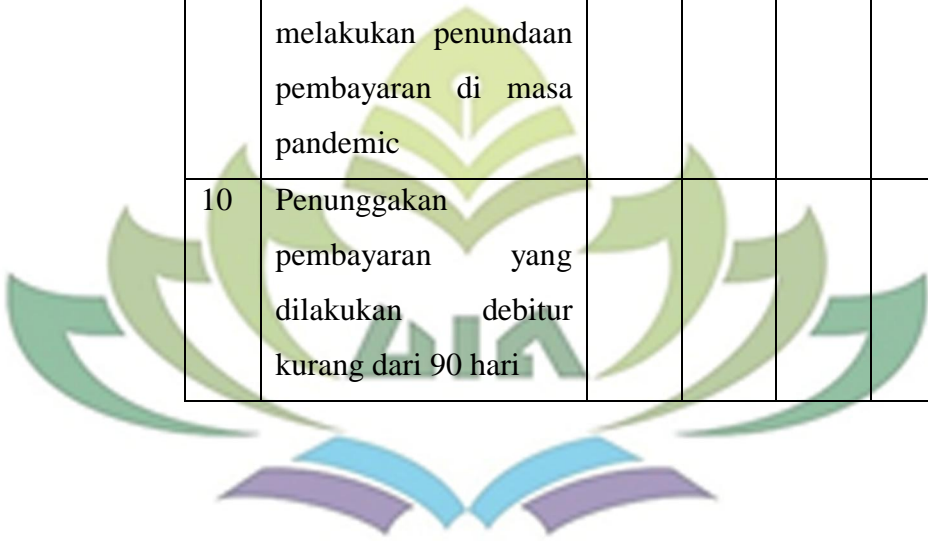 melakukan penundaan
pembayaran di masa
pandemic
10 Penunggakan
pembayaran yang
dilakukan debitur
kurang dari 90 hari